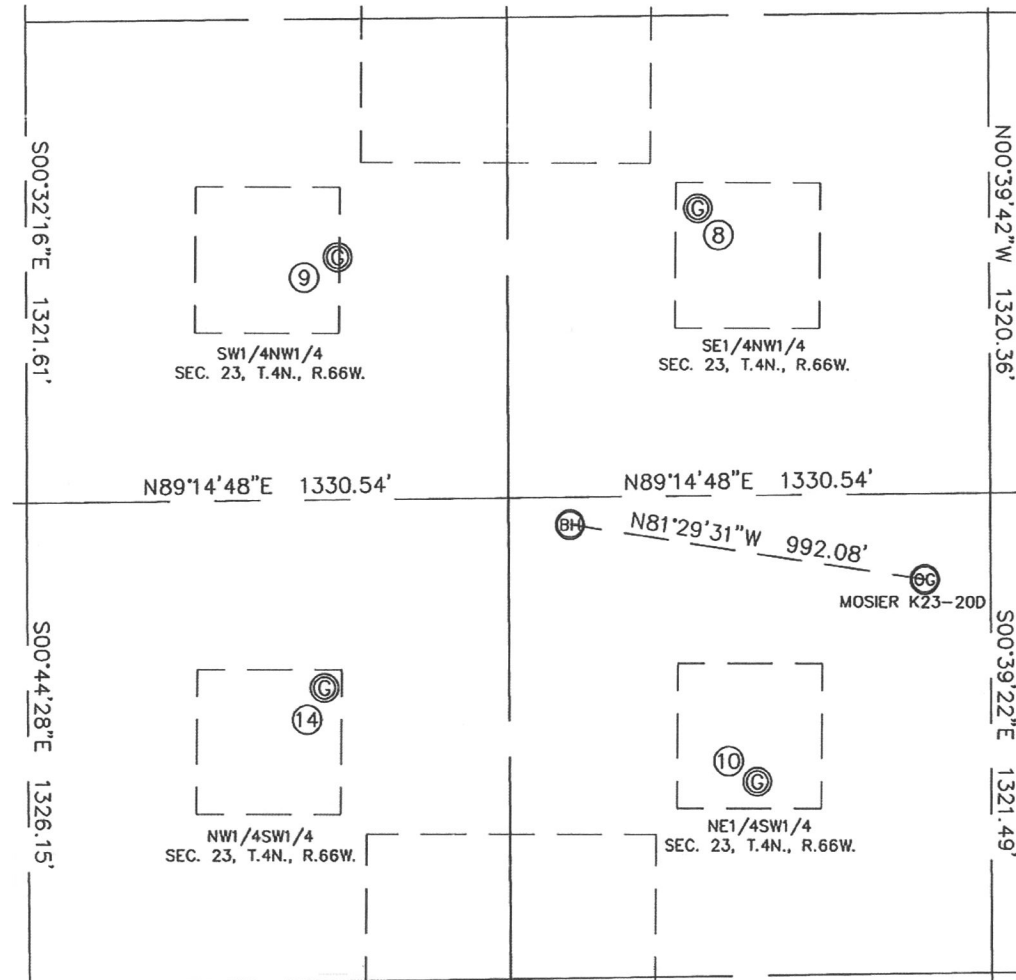 S00°32'16"E 1321.61'
N00°39'42"W 1320.36'
G
8
G
9
SW1/4NW1/4
SEC. 23, T.4N., R.66W.
SE1/4NW1/4
SEC. 23, T.4N., R.66W.
N89°14'48"E 1330.54'
N89°14'48"E 1330.54'
BH
N81°29'31"W 992.08'
OG
MOSIER K23-20D
S00°44'28"E 1326.15'
S00°39'22"E 1321.49'
G
14
10
G
NW1/4SW1/4
SEC. 23, T.4N., R.66W.
NE1/4SW1/4
SEC. 23, T.4N., R.66W.